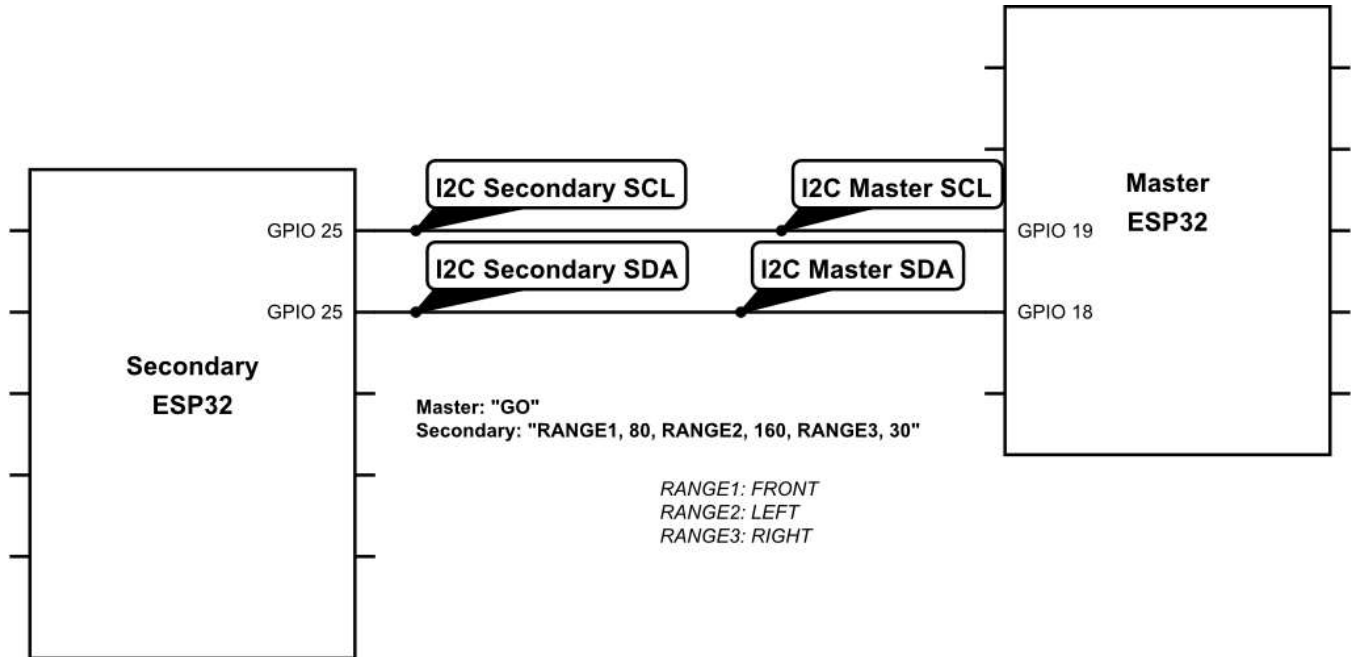 I2C Secondary SCL
I2C Master SCL
Master
ESP32
GPIO 25
GPIO 19
I2C Secondary SDA
I2C Master SDA
GPIO 25
GPIO 18
Secondary
ESP32
Master: "GO"
Secondary: "RANGE1, 80, RANGE2, 160, RANGE3, 30"
RANGE1: FRONT
RANGE2: LEFT
RANGE3: RIGHT